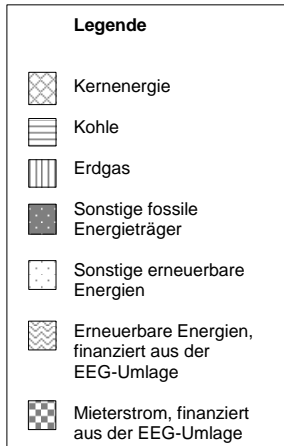 Legende
Kernenergie
Kohle
Erdgas
Sonstige fossile
Energieträger
Sonstige erneuerbare
Energien
Erneuerbare Energien,
finanziert aus der
EEG-Umlage
Mieterstrom, finanziert
aus der EEG-Umlage